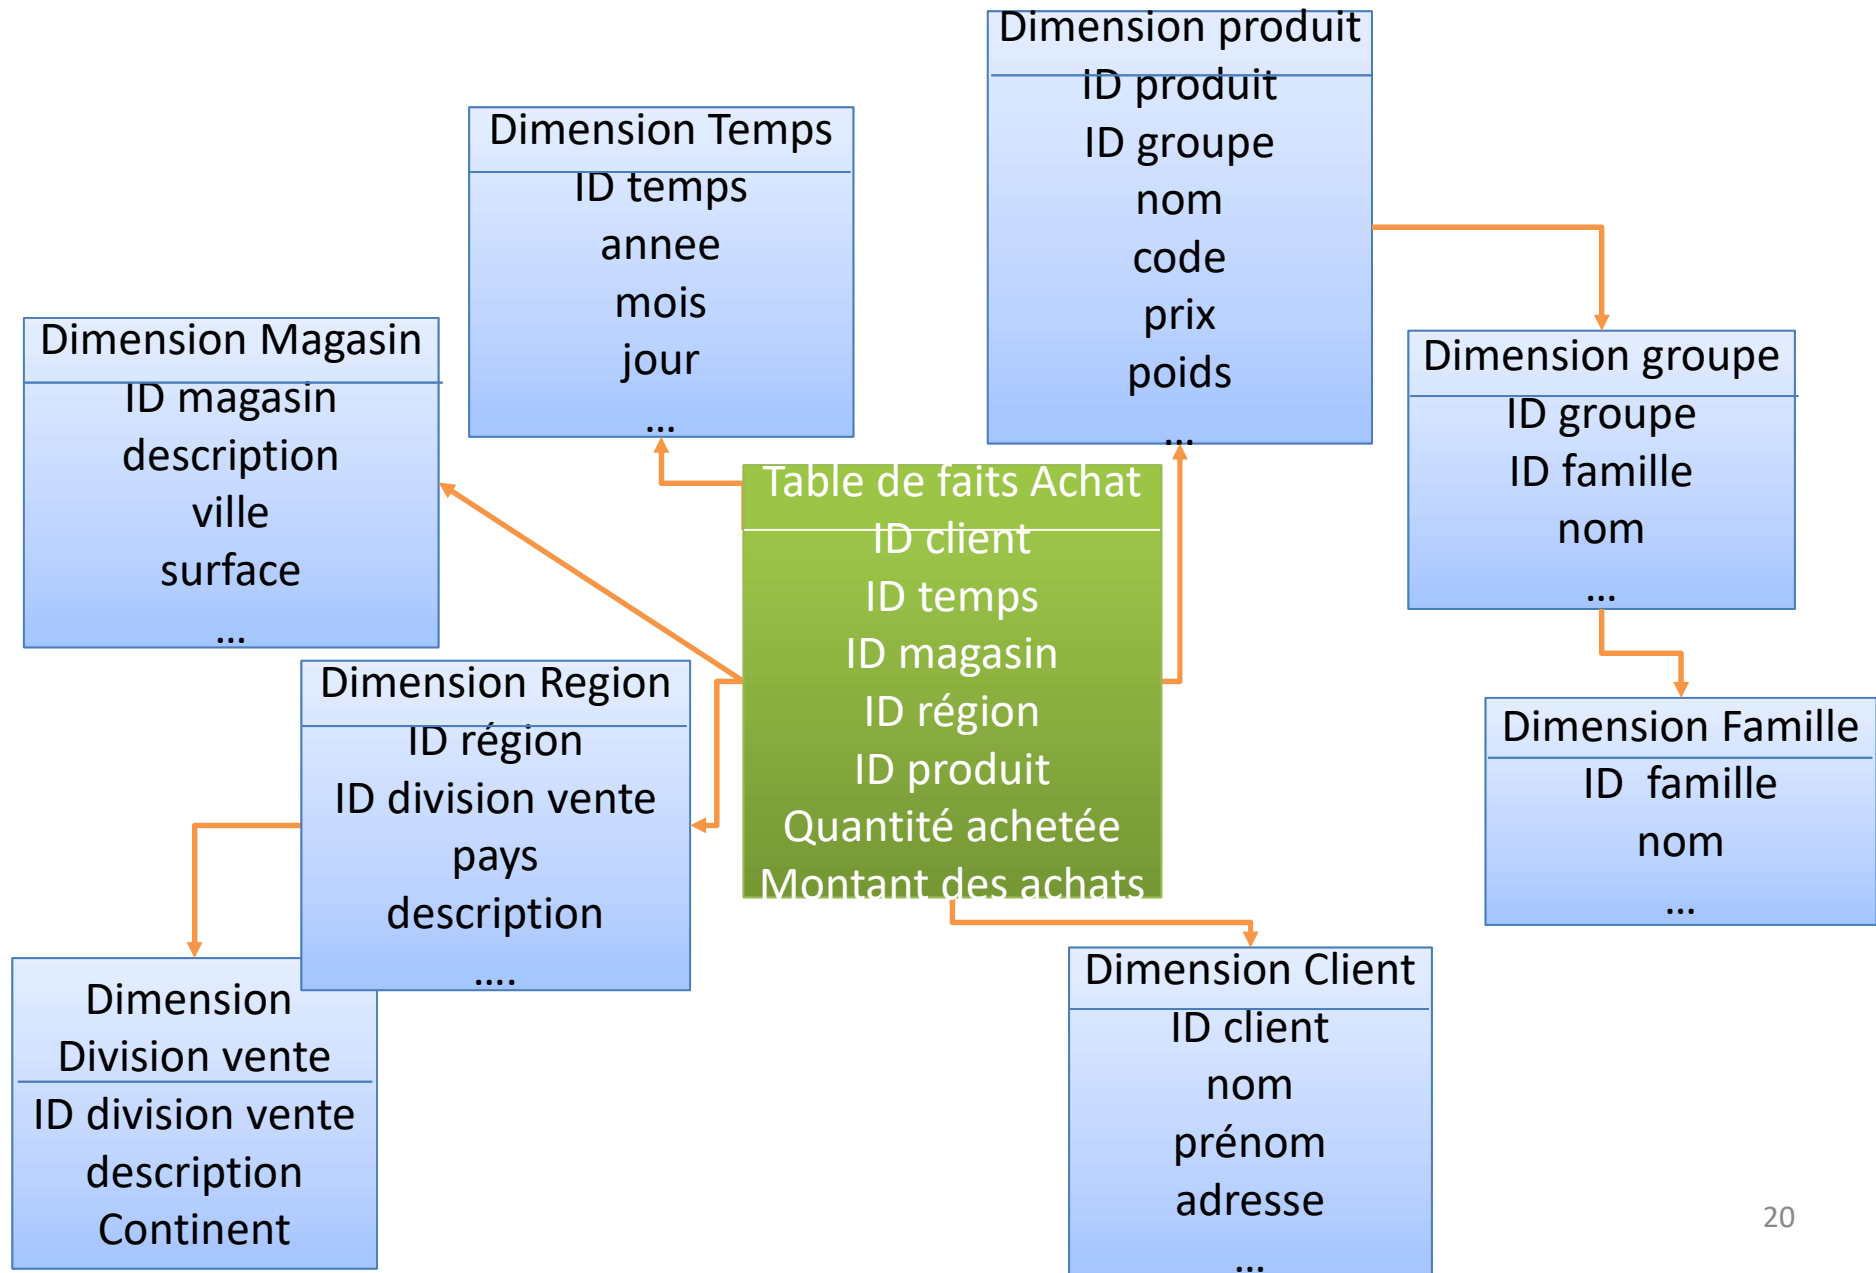 Dimension produit
ID produit
ID groupe
nom
code
prix
poids
...
Dimension Temps
ID temps
annee
mois
jour
...
Dimension Magasin
ID magasin
description
ville
surface
...
Dimension groupe
ID groupe
ID famille
nom
...
Table de faits Achat
ID client
ID temps
ID magasin
ID région
ID produit
Quantité achetée
Montant des achats
Dimension Region
ID région
ID division vente
pays
description
....
Dimension Famille
ID famille
nom
...
Dimension
Division vente
ID division vente
description
Continent
Dimension Client
ID client
nom
prénom
adresse
...
20